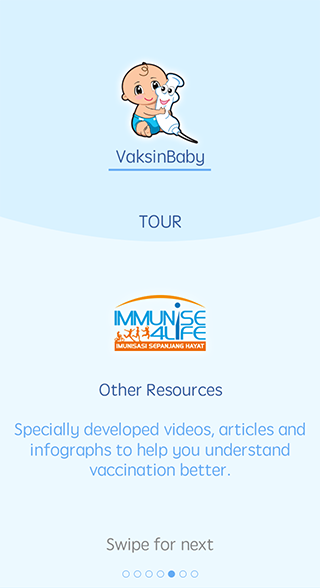 VaksinBaby
TOUR
IMMUNiSE
4LiFE
IMUNISASI SEPANJANG HAYAT
Other Resources
Specially developed videos, articles and
infographs to help you understand
vaccination better.
Swipe for next